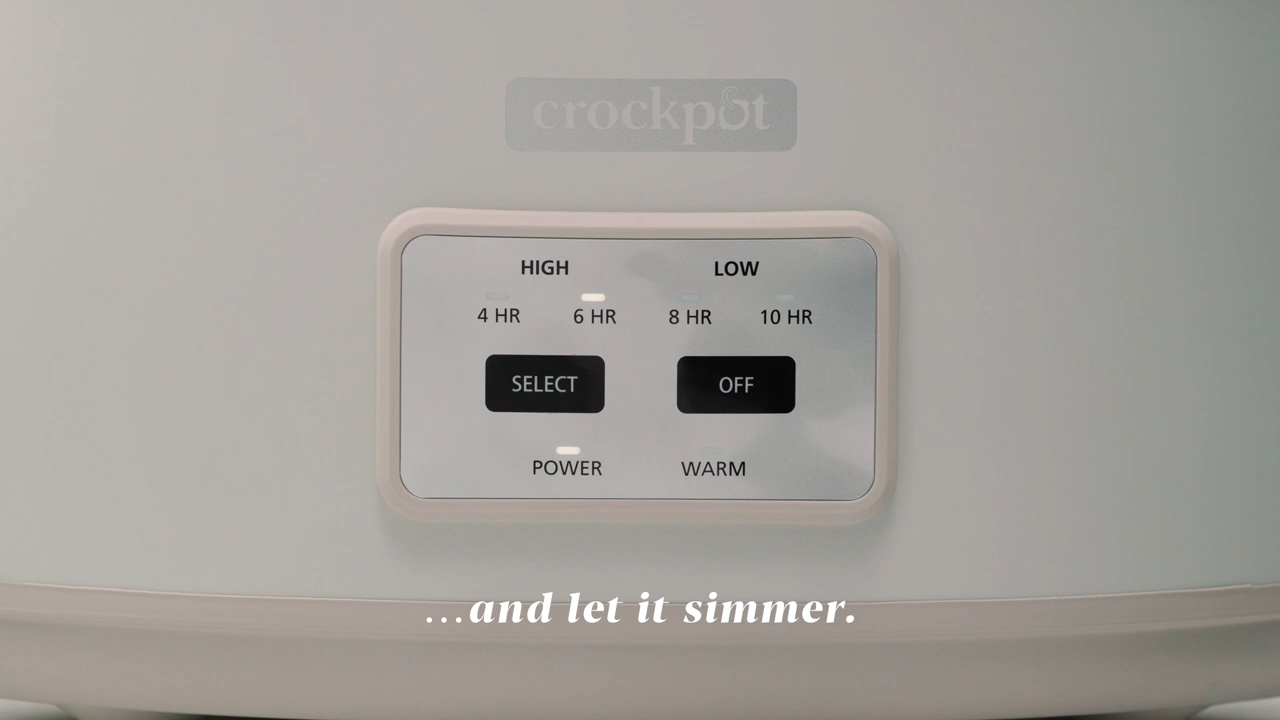 crockpot
HIGH LOW
4 HR 6 HR 8 HR 10 HR
SELECT OFF
POWER WARM
...and let it simmer.